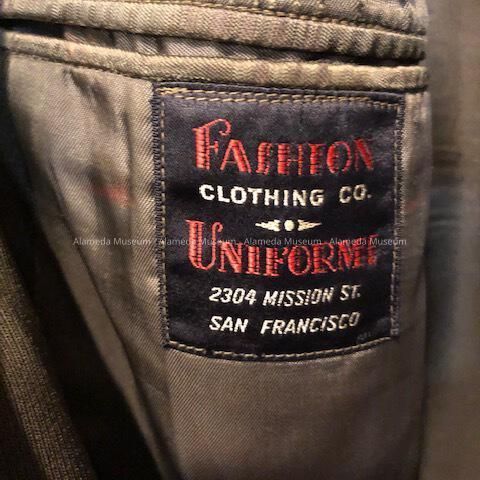 FASHION
CLOTHING CO.
UNIFORMS
2304 MISSION ST.
SAN FRANCISCO
Alameda Museum Alameda Museum Alameda Museum Alameda Museum